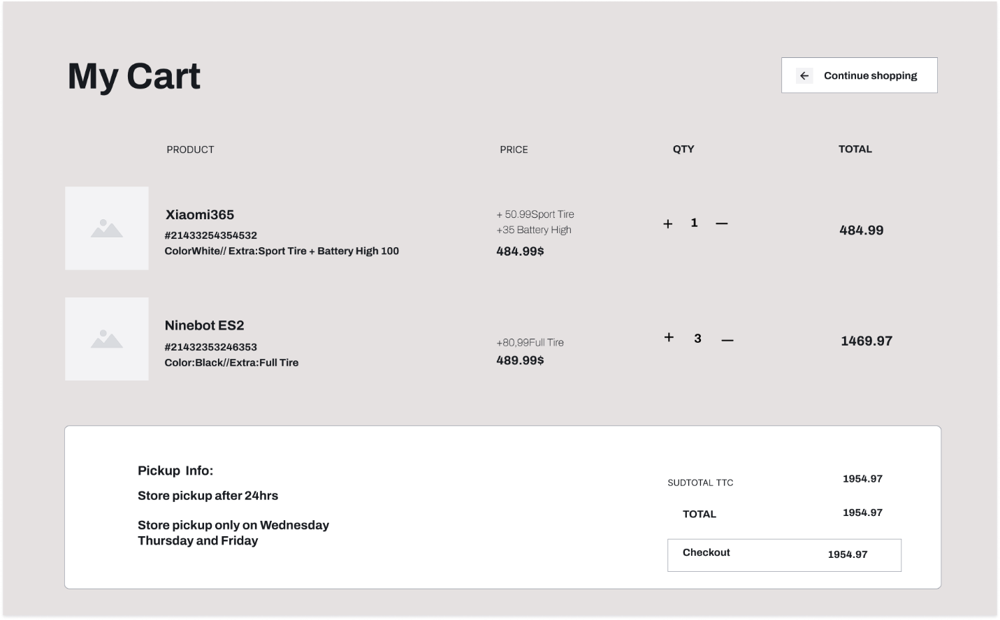 My Cart
Continue shopping
PRODUCT PRICE QTY TOTAL
Xiaomi365
#21433254354532
ColorWhite// Extra:Sport Tire + Battery High 100
+ 50.99Sport Tire
+35 Battery High
484.99$
+ 1 —
484.99
Ninebot ES2
#21432353246353
Color:Black//Extra:Full Tire
+80,99Full Tire
489.99$
+ 3 —
1469.97
Pickup Info:
Store pickup after 24hrs
Store pickup only on Wednesday
Thursday and Friday
SUDTOTAL TTC 1954.97
TOTAL 1954.97
Checkout 1954.97